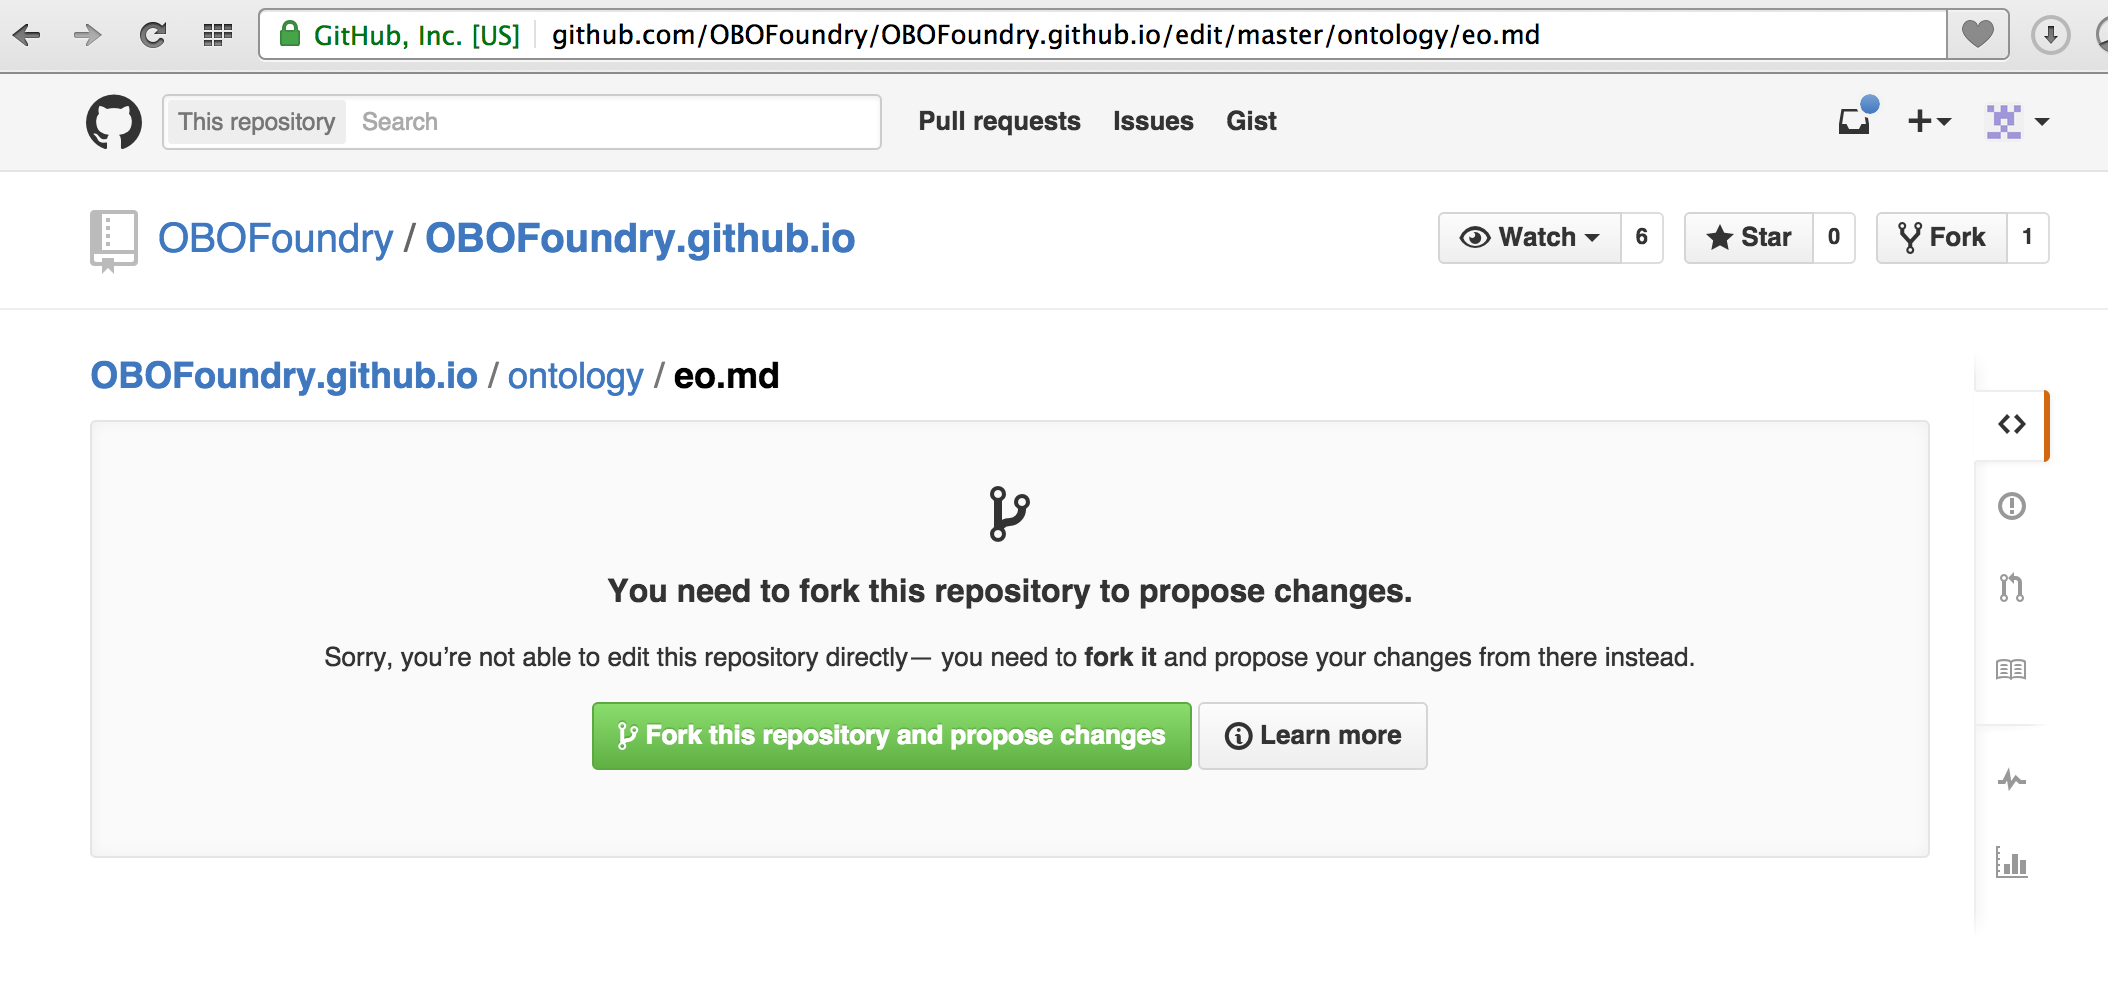 GitHub, Inc. [US] github.com/OBOFoundry/OBOFoundry.github.io/edit/master/ontology/eo.md
This repository Search Pull requests Issues Gist
OBOFoundry / OBOFoundry.github.io Watch 6 Star 0 Fork 1
OBOFoundry.github.io / ontology / eo.md
You need to fork this repository to propose changes.
Sorry, you’re not able to edit this repository directly— you need to fork it and propose your changes from there instead.
Fork this repository and propose changes Learn more